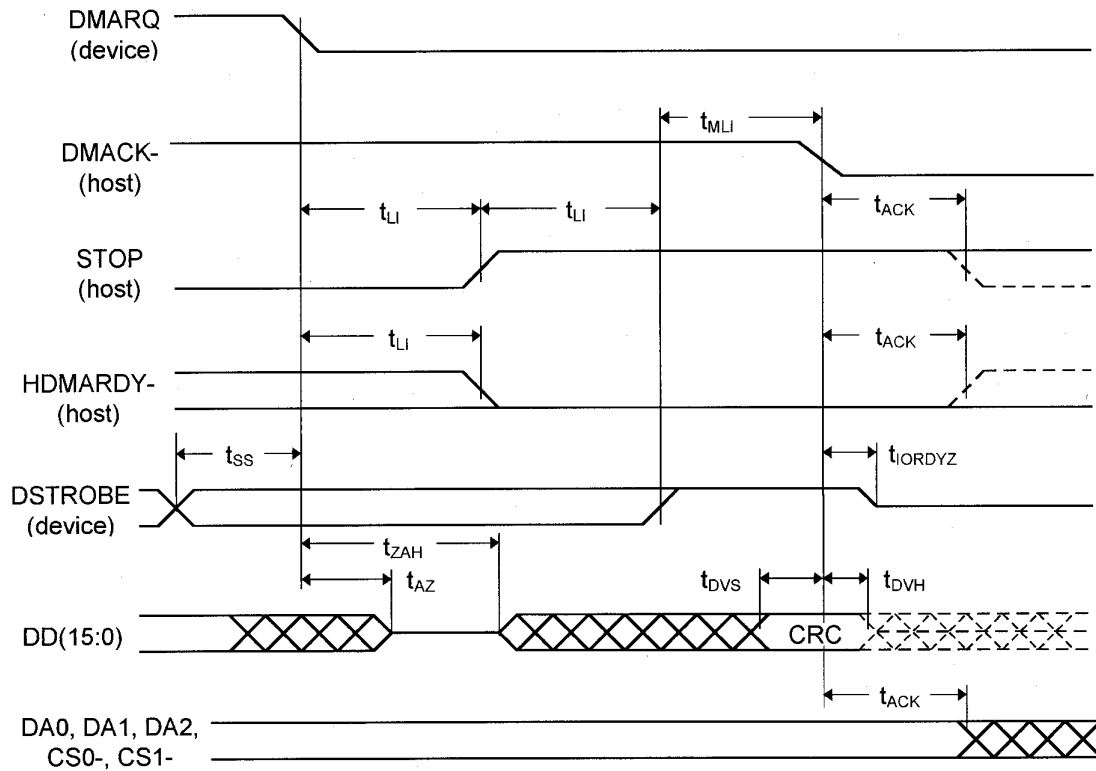 DMARQ
(device)
tMLI
DMACK-
(host)
tLI
tLI
tACK
STOP
(host)
tLI
tACK
HDMARDY-
(host)
tSS
tIORDYZ
DSTROBE
(device)
tZAH
tAZ
tDVS
tDVH
DD(15:0)
CRC
tACK
DA0, DA1, DA2,
CS0-, CS1-